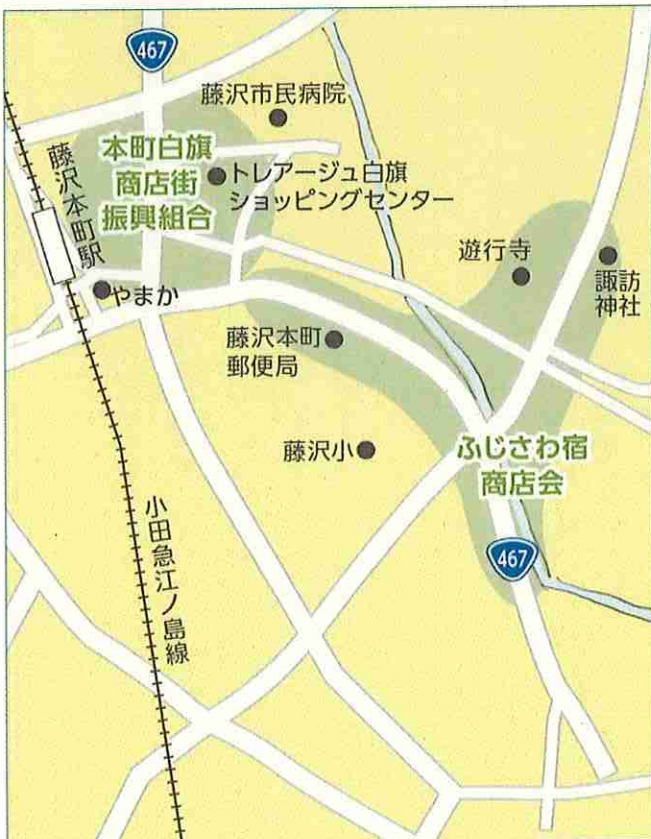 467
藤沢市民病院
本町白旗
商店街
振興組合
トレアージュ白旗
ショッピングセンター
藤沢本町駅
やまか
遊行寺
諏訪
神社
藤沢本町
郵便局
藤沢小
ふじさわ宿
商店会
467
小田急江ノ島線